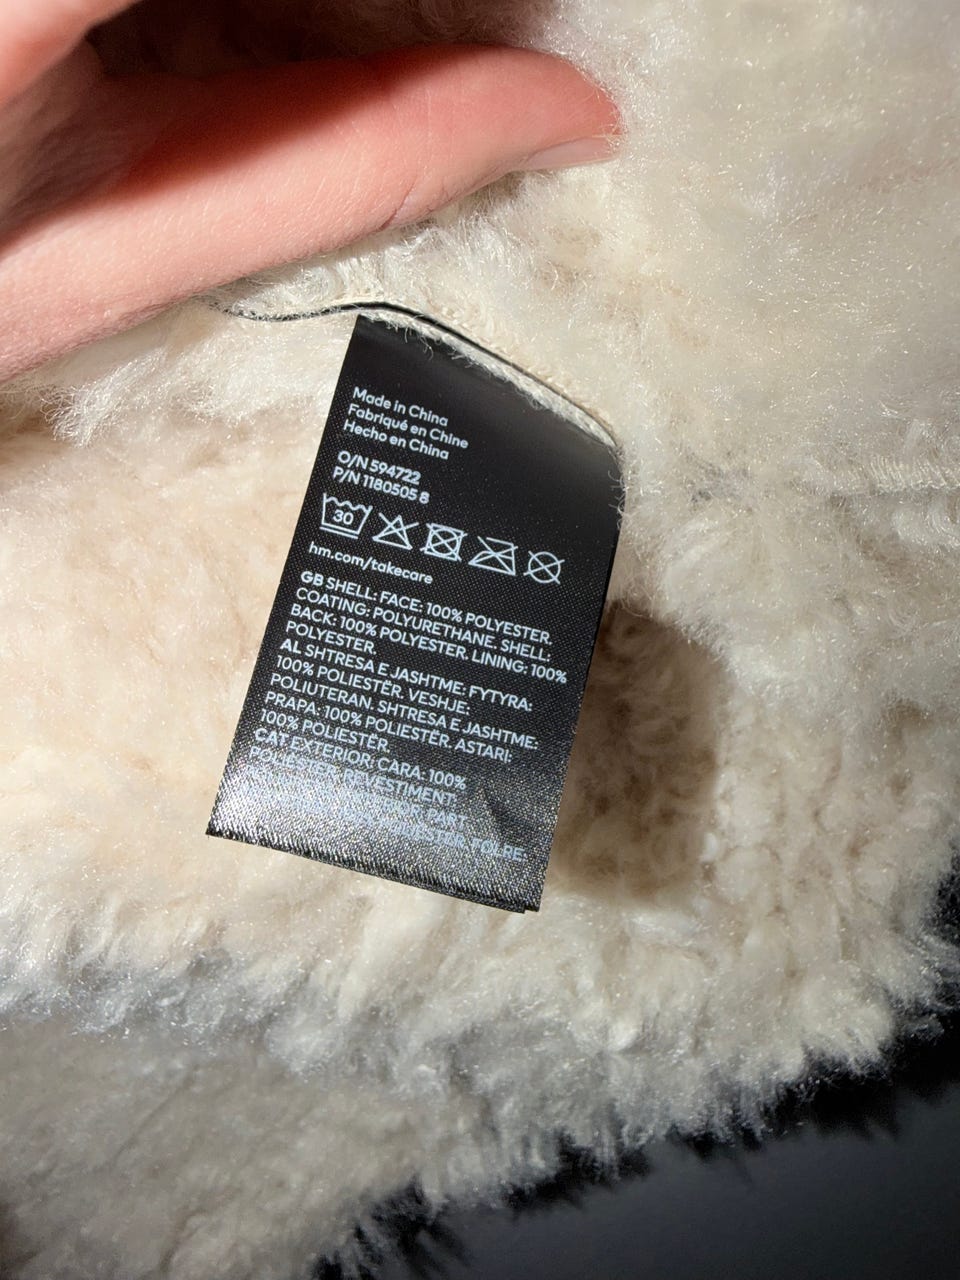 Made in China
Fabriqué en Chine
Hecho en China
O/N 594722
P/N 1180505 8
30
hm.com/takecare
GB SHELL: FACE: 100% POLYESTER.
COATING: POLYURETHANE. SHELL:
BACK: 100% POLYESTER. LINING: 100%
POLYESTER.
AL SHTRESA E JASHTME: FYTYRA:
100% POLIESTËR. VESHJE:
POLIUTERAN. SHTRESA E JASHTME:
PRAPA: 100% POLIESTËR. ASTARI:
100% POLIESTËR.
CAT EXTERIOR: CARA: 100%
POLIÈSTER. REVESTIMENT: